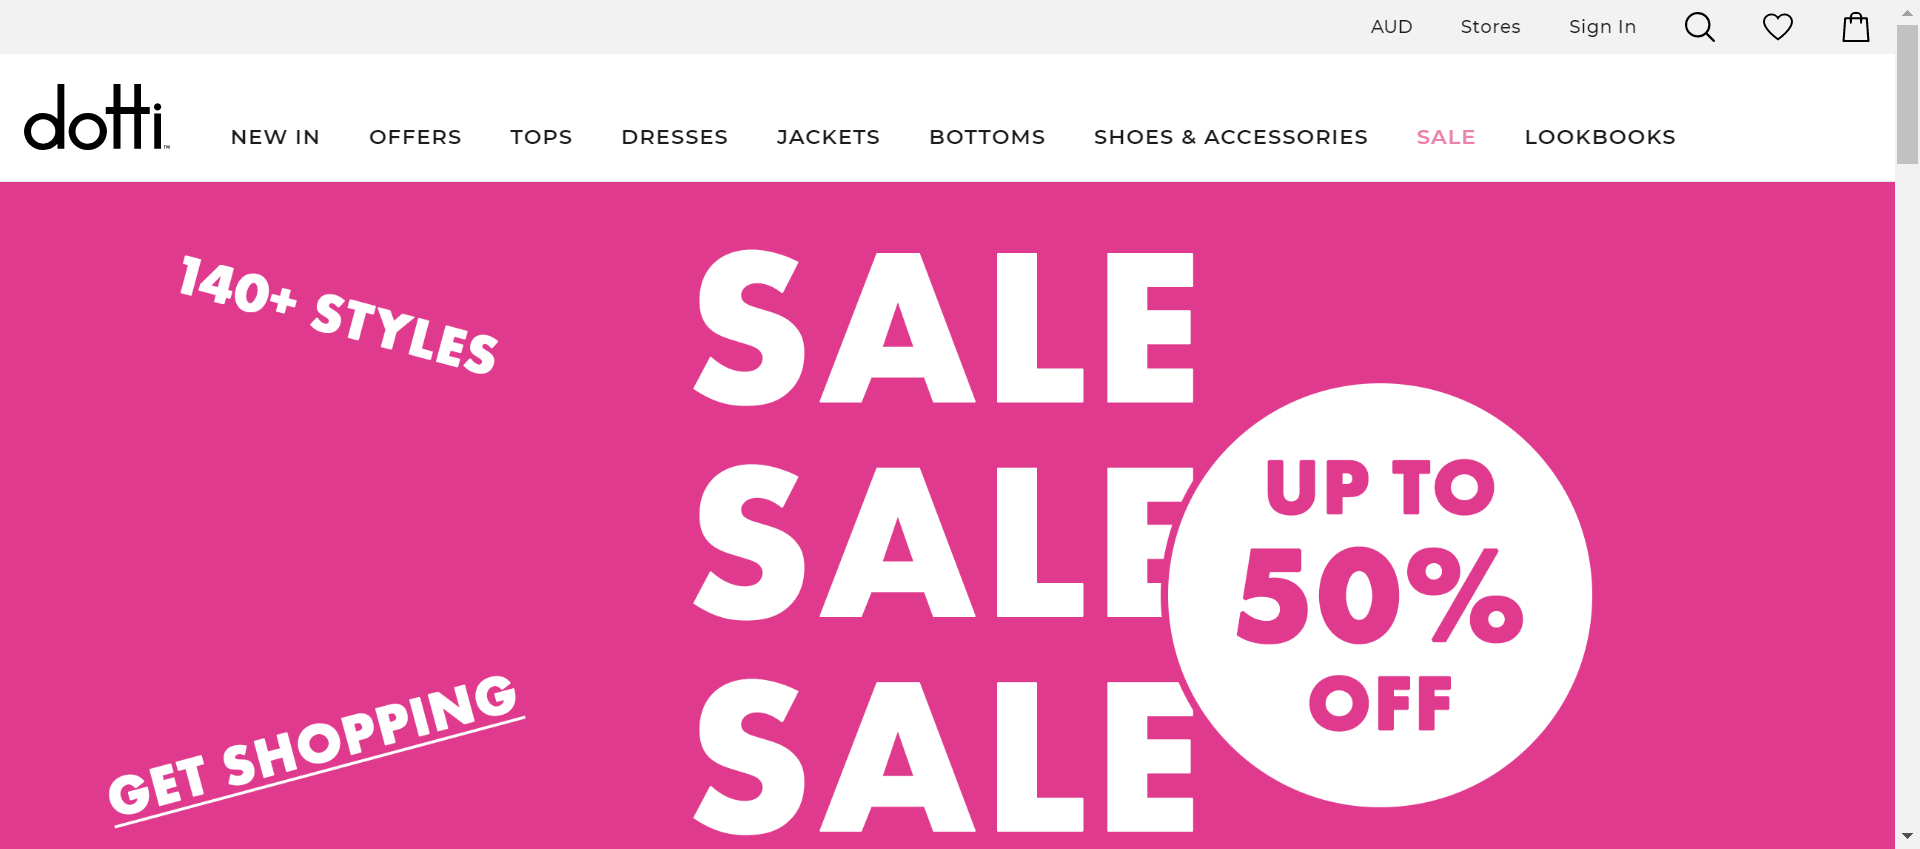 AUD Stores Sign In
dotti™
NEW IN OFFERS TOPS DRESSES JACKETS BOTTOMS SHOES & ACCESSORIES SALE LOOKBOOKS
140+ STYLES
SALE
SALE
SALE
UP TO
50%
OFF
GET SHOPPING